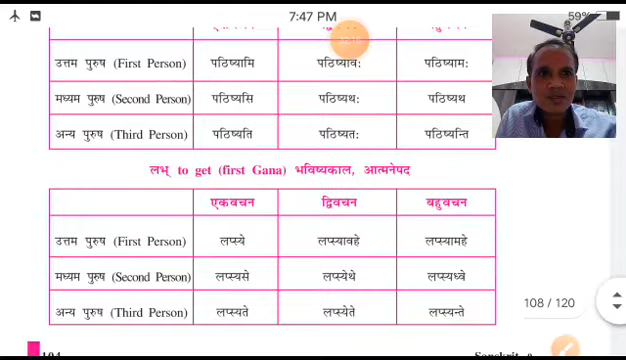 7:47 PM
59%
उत्तम पुरुष (First Person) पठिष्यामि पठिष्यावः पठिष्यामः
मध्यम पुरुष (Second Person) पठिष्यसि पठिष्यथः पठिष्यथ
अन्य पुरुष (Third Person) पठिष्यति पठिष्यतः पठिष्यन्ति
लभ् to get (first Gana) भविष्यकाल, आत्मनेपद
एकवचन द्विवचन बहुवचन
उत्तम पुरुष (First Person) लप्स्ये लप्स्यावहे लप्स्यामहे
मध्यम पुरुष (Second Person) लप्स्यसे लप्स्येथे लप्स्यध्वे
अन्य पुरुष (Third Person) लप्स्यते लप्स्येते लप्स्यन्ते
108 / 120